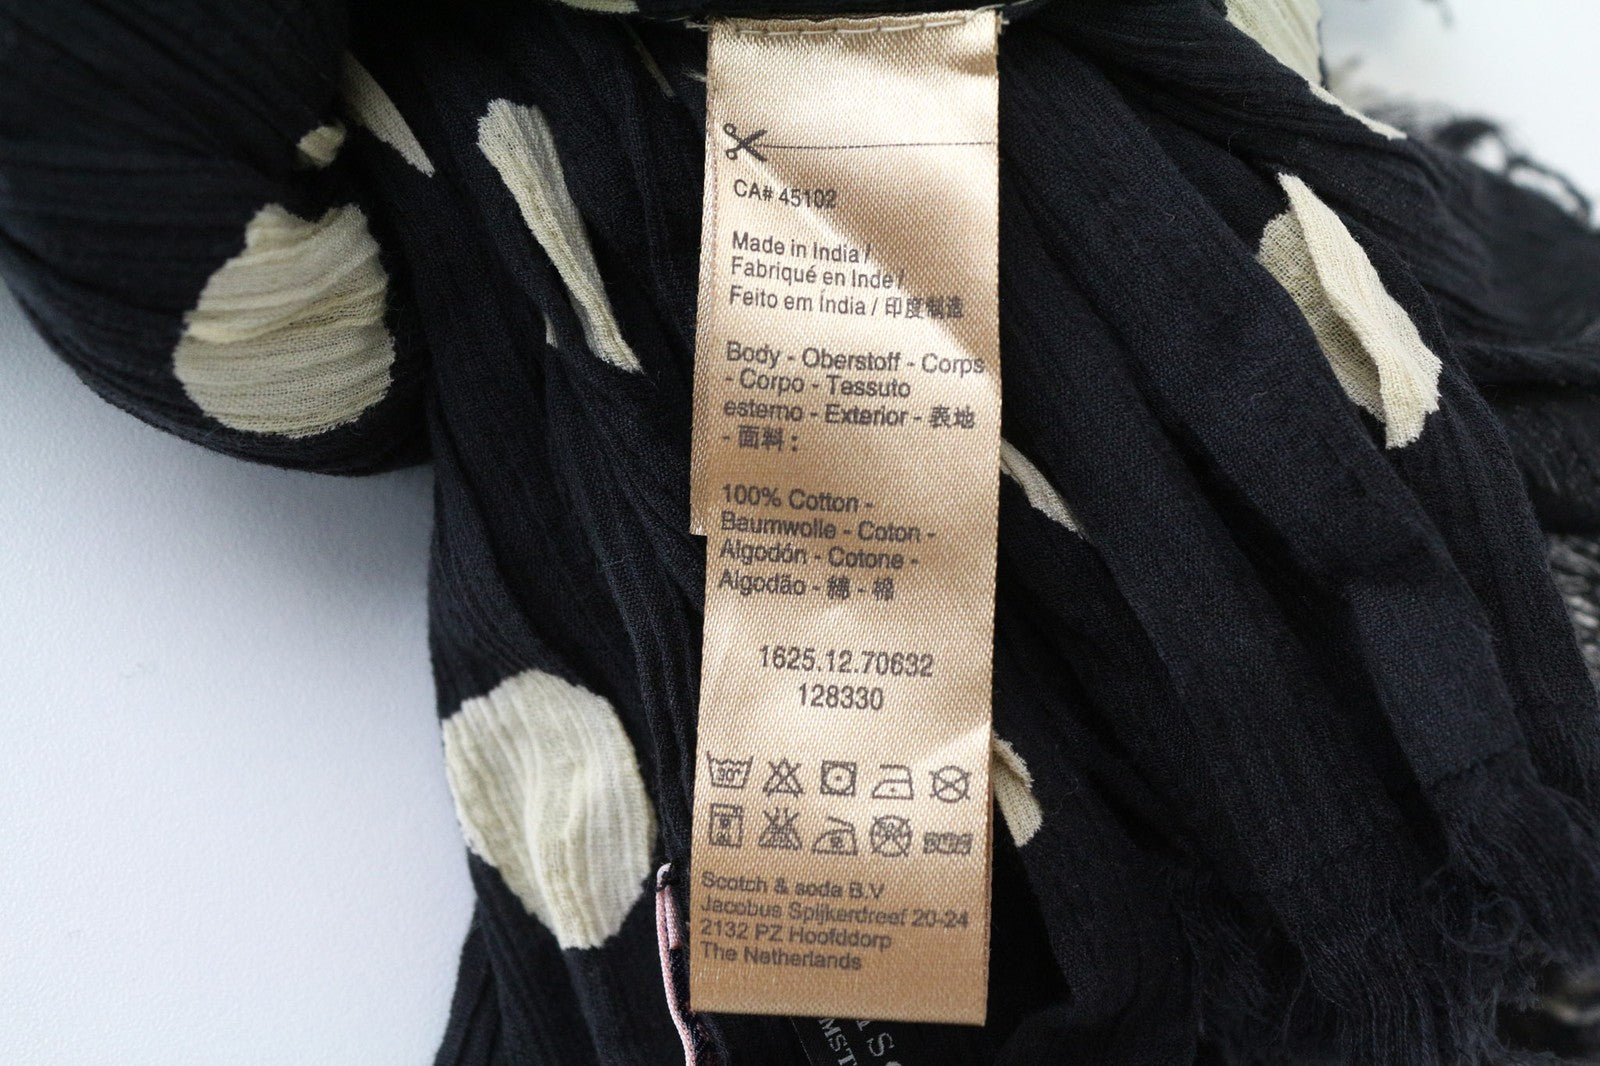 CA# 45102
Made in India /
Fabriqué en Inde /
Feito em Índia / 印度制造
Body - Oberstoff - Corps
- Corpo - Tessuto
esterno - Exterior - 表地
- 面料 :
100% Cotton -
Baumwolle - Coton -
Algodón - Cotone -
Algodão - 綿 - 棉
1625.12.70632
128330
30°
Scotch & soda B.V
Jacobus Spijkerdreef 20-24
2132 PZ Hoofddorp
The Netherlands